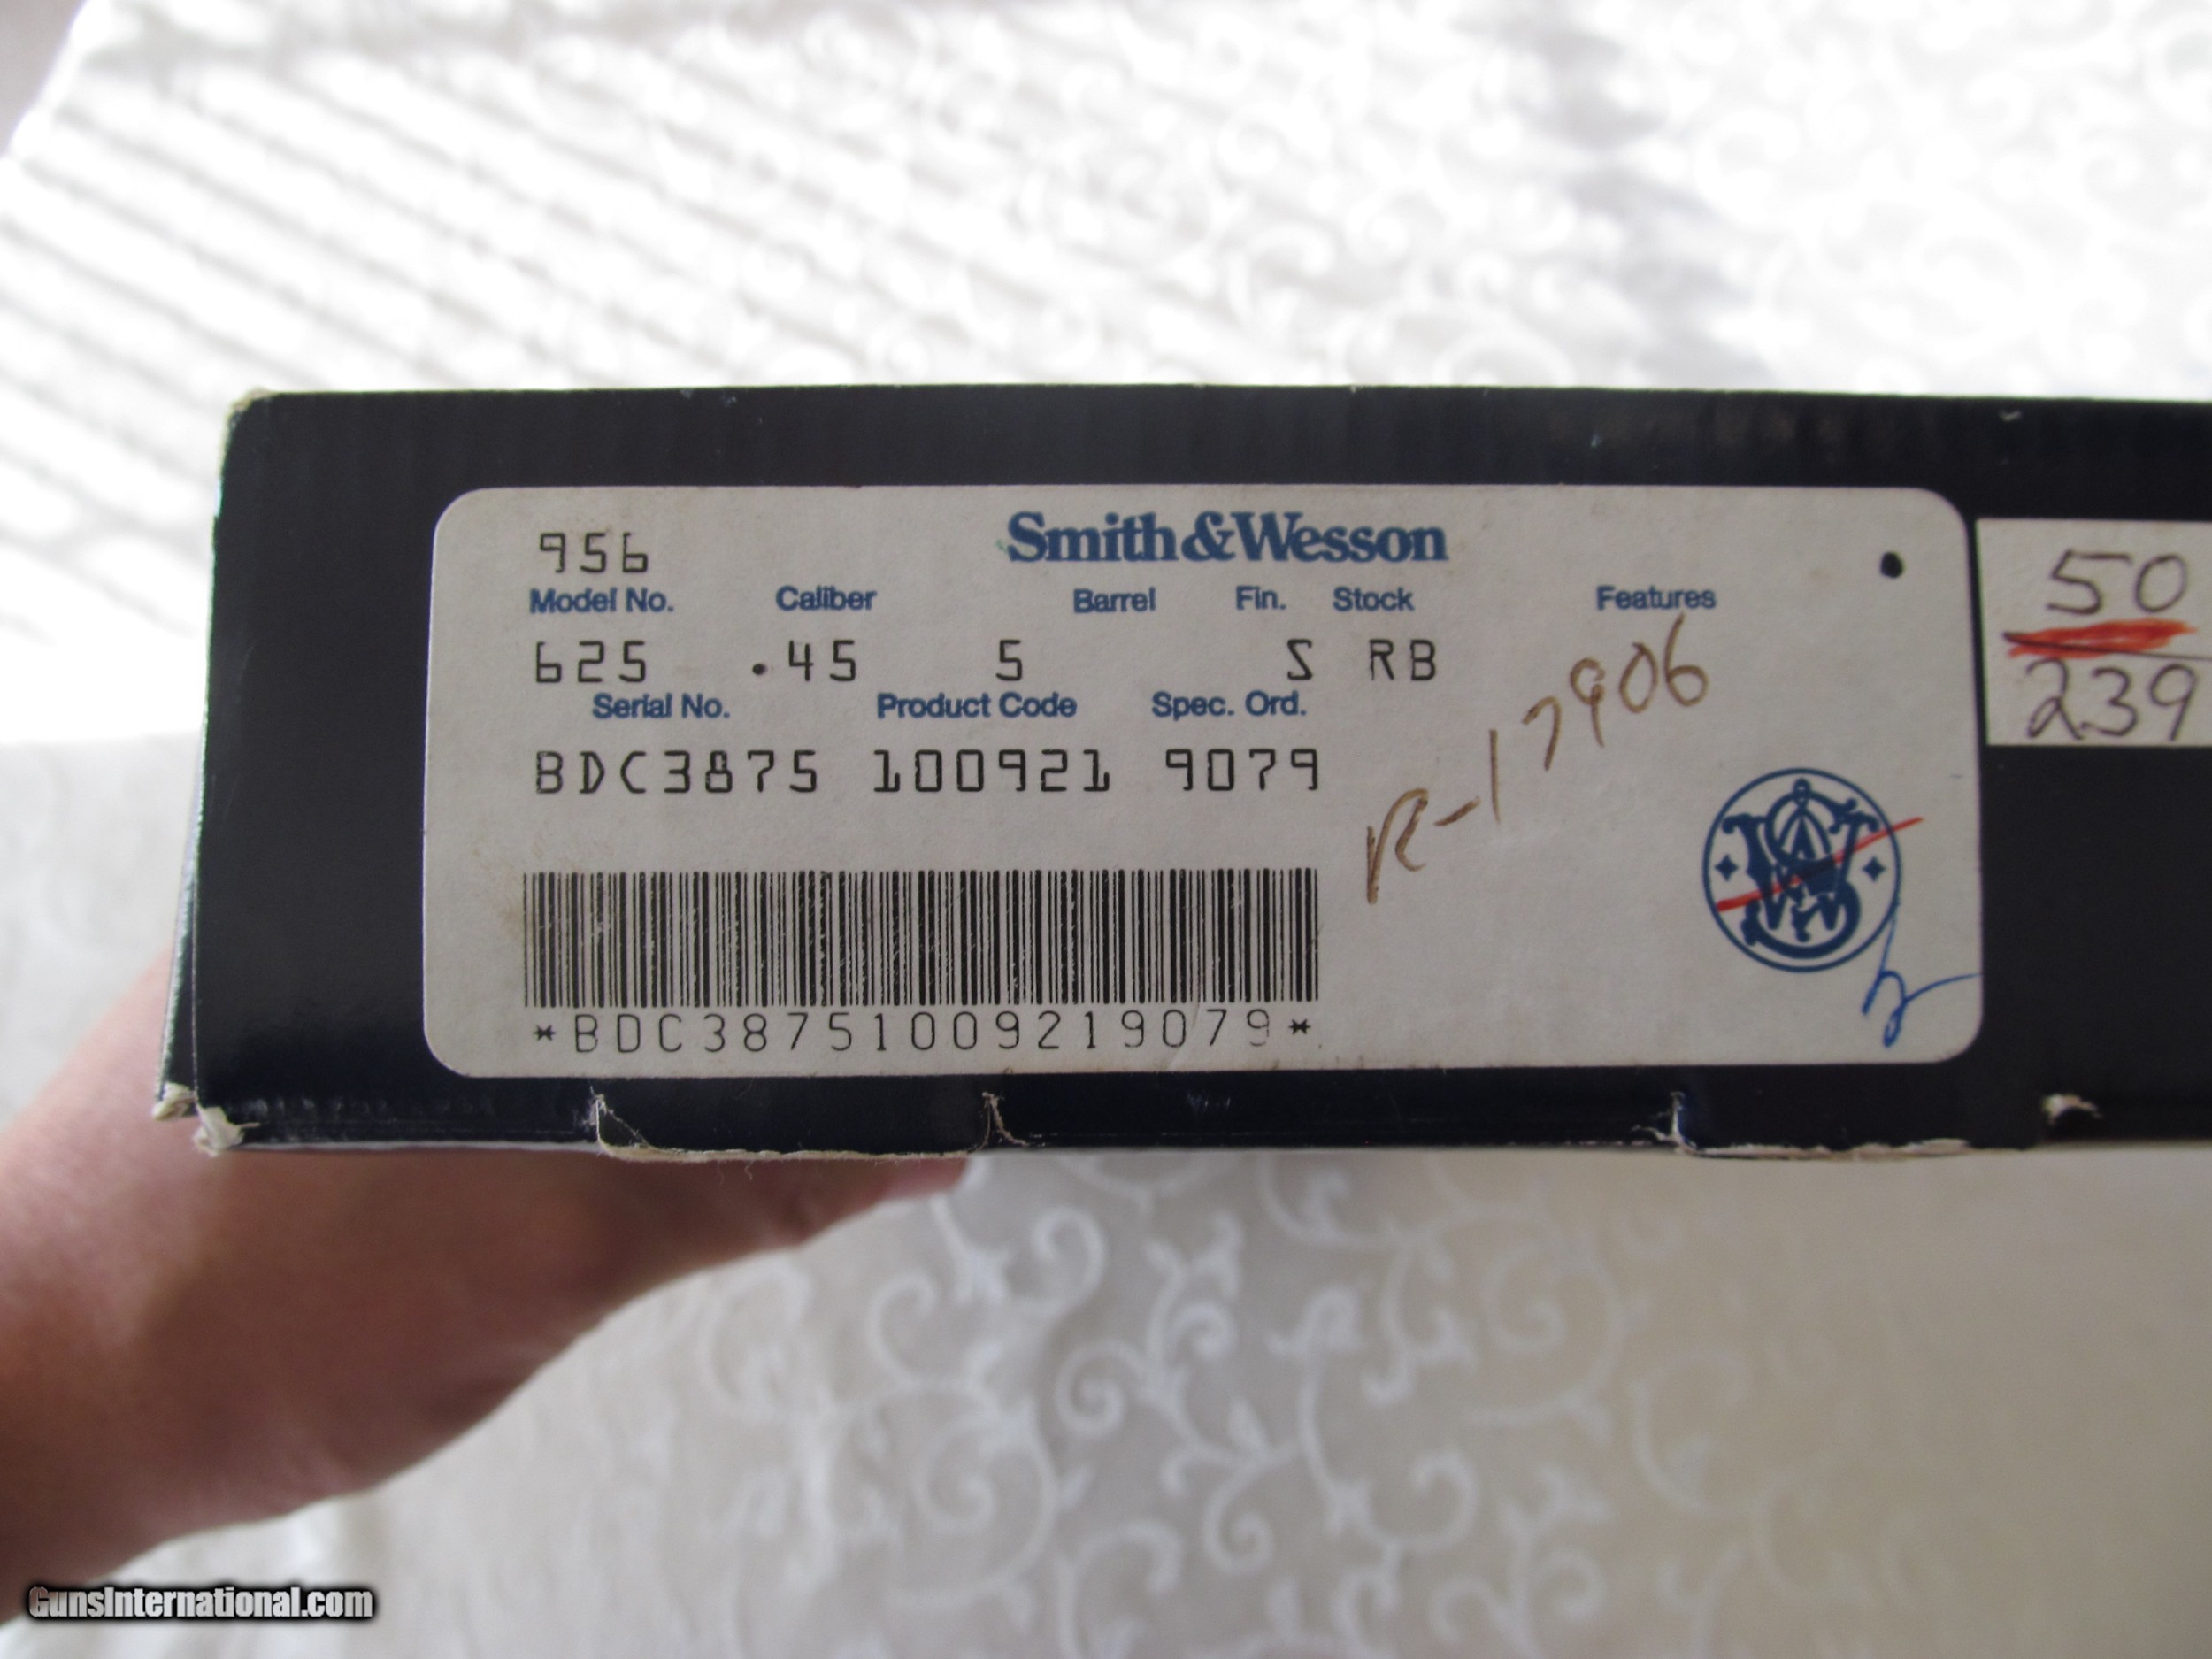 956
Smith&Wesson
Model No. Caliber Barrel Fin. Stock Features
625 .45 5 S RB
Serial No. Product Code Spec. Ord.
BDC3875 100921 9079
R-17906
*BDC38751009219079*
50
239
GunsInternational.com